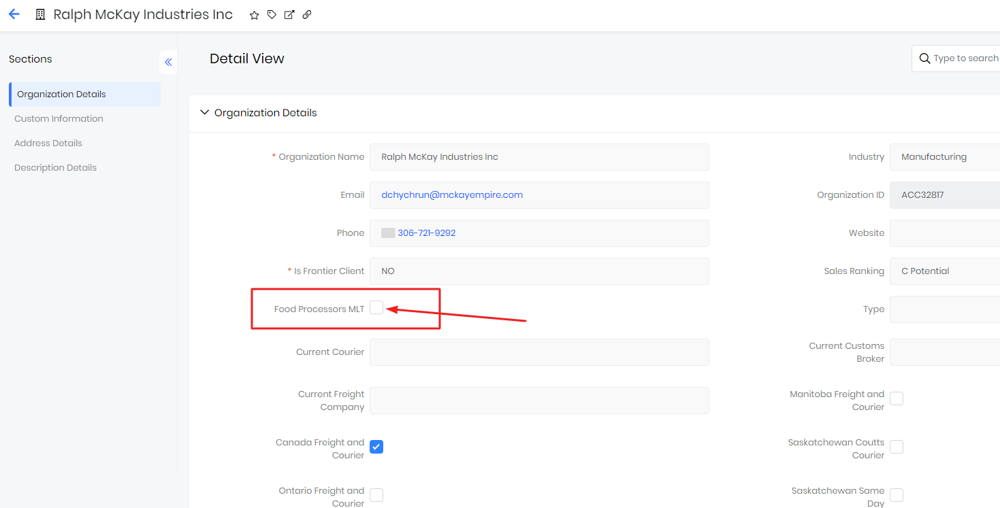 Ralph McKay Industries Inc
Sections
Detail View
Type to search
Organization Details
Custom Information
Address Details
Description Details
Organization Details
* Organization Name Ralph McKay Industries Inc
Industry Manufacturing
Email dchychrun@mckayempire.com
Organization ID ACC32817
Phone 306-721-9292
Website
* Is Frontier Client NO
Sales Ranking C Potential
Food Processors MLT
Type
Current Courier
Current Customs
Broker
Current Freight
Company
Manitoba Freight and
Courier
Canada Freight and
Courier
Saskatchewan Coutts
Courier
Ontario Freight and
Courier
Saskatchewan Same
Day